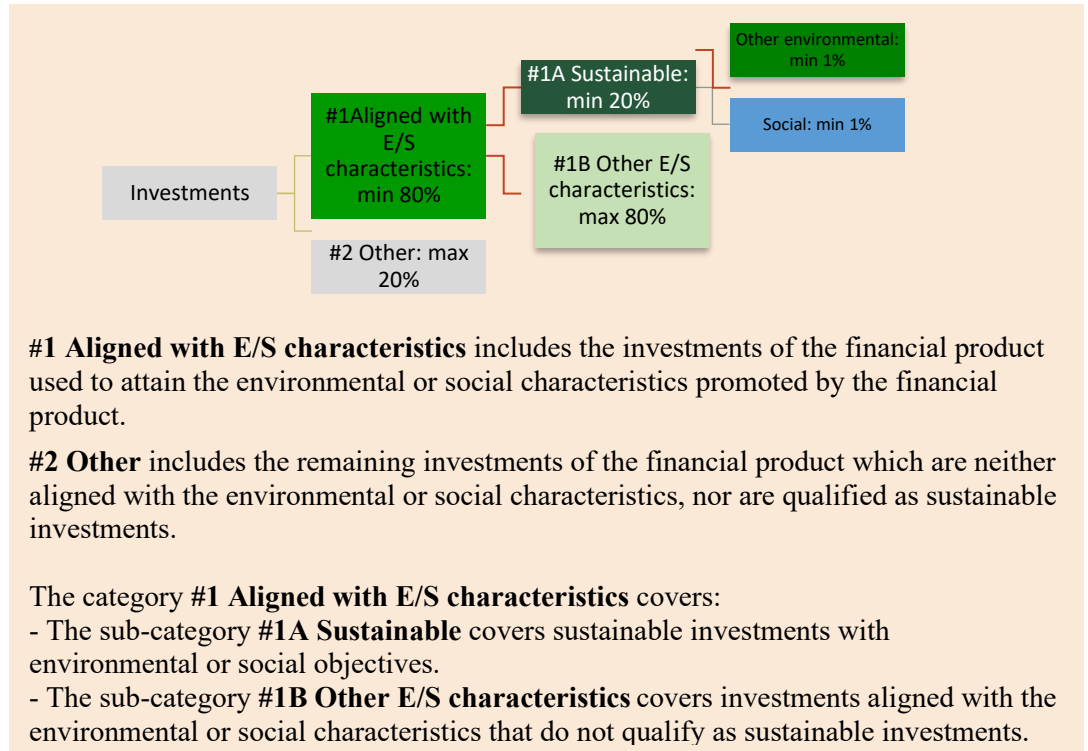 Other environmental:
min 1%
#1A Sustainable:
min 20%
#1Aligned with
E/S
characteristics:
min 80%
Social: min 1%
#1B Other E/S
characteristics:
max 80%
Investments
#2 Other: max
20%
#1 Aligned with E/S characteristics includes the investments of the financial product
used to attain the environmental or social characteristics promoted by the financial
product.
#2 Other includes the remaining investments of the financial product which are neither
aligned with the environmental or social characteristics, nor are qualified as sustainable
investments.
The category #1 Aligned with E/S characteristics covers:
- The sub-category #1A Sustainable covers sustainable investments with
environmental or social objectives.
- The sub-category #1B Other E/S characteristics covers investments aligned with the
environmental or social characteristics that do not qualify as sustainable investments.